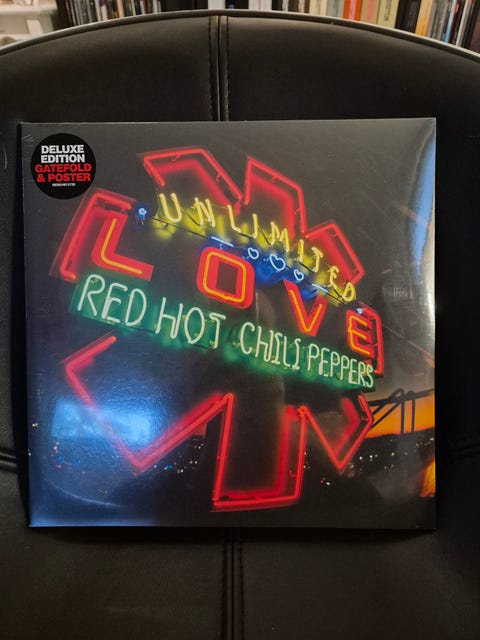 DELUXE
EDITION
GATEFOLD
& POSTER
UNLIMITED
LOVE
RED HOT CHILI PEPPERS